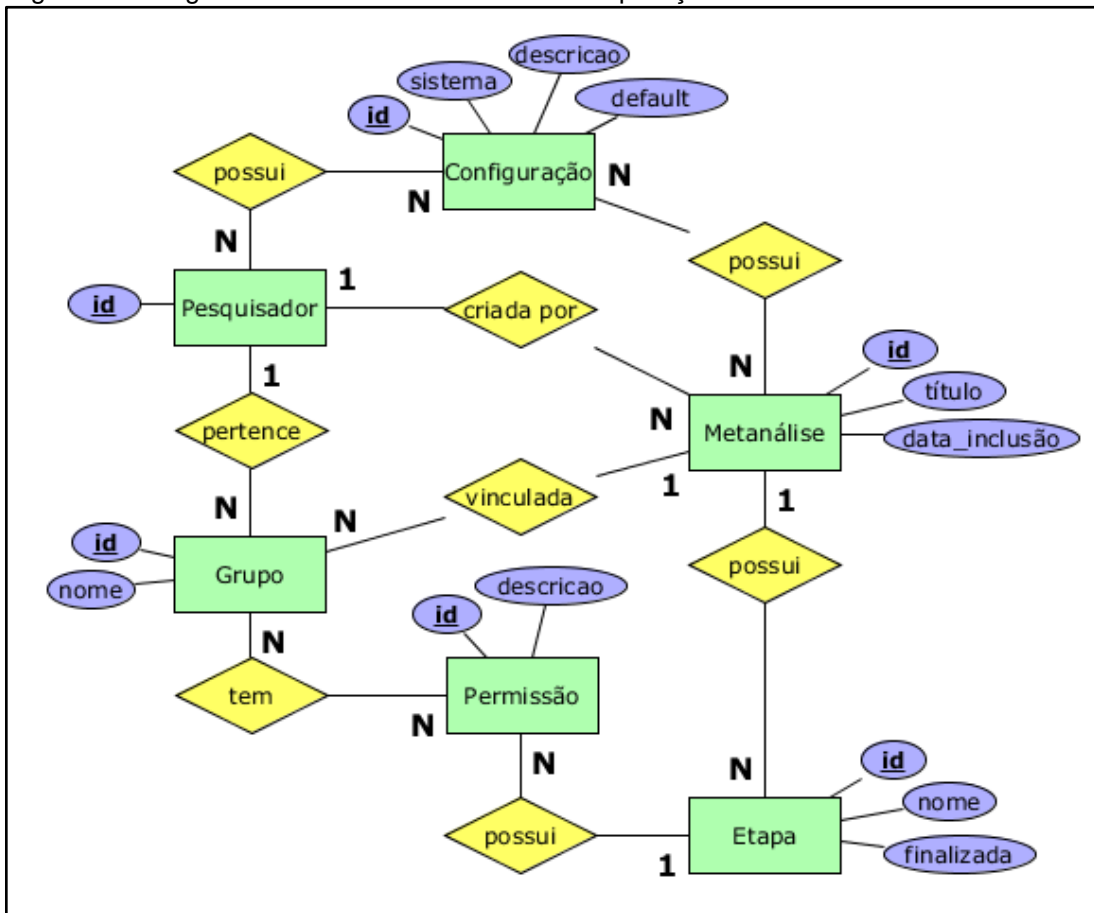 descricao
sistema
default
id
possui
Configuração
N
N
N
possui
1
id
Pesquisador
criada por
N
id
1
título
pertence
N
Metanálise
data_inclusão
vinculada
1
1
N
N
id
Grupo
possui
nome
descricao
id
N
tem
Permissão
N
N
N
id
nome
possui
Etapa
1
finalizada